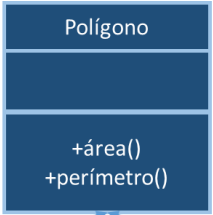 Polígono
+área()
+perímetro()